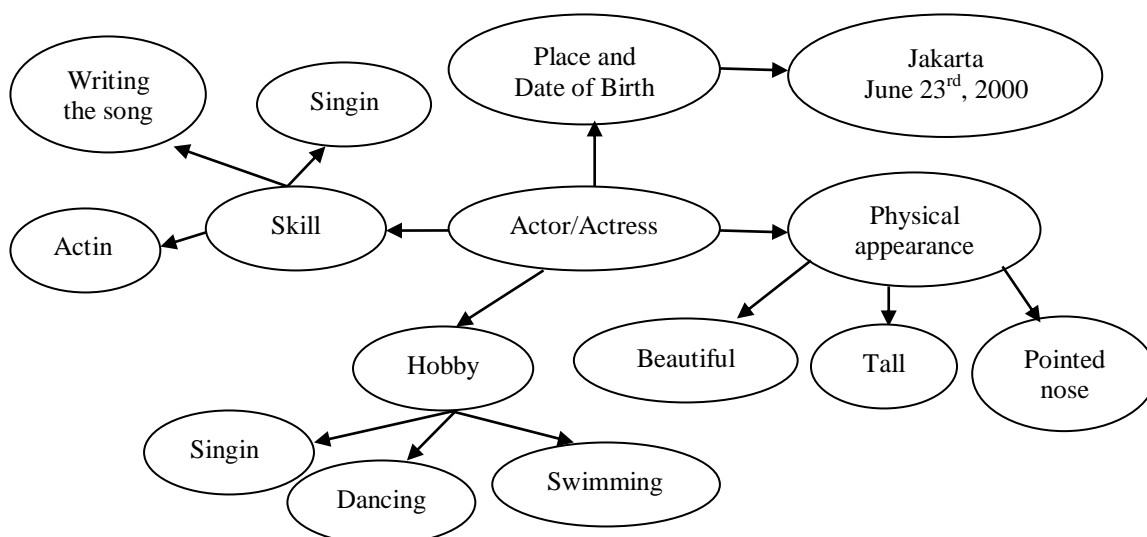 Writing
the song
Singin
Place and
Date of Birth
Jakarta
June 23rd, 2000
Actin
Skill
Actor/Actress
Physical
appearance
Hobby
Beautiful
Tall
Pointed
nose
Singin
Dancing
Swimming